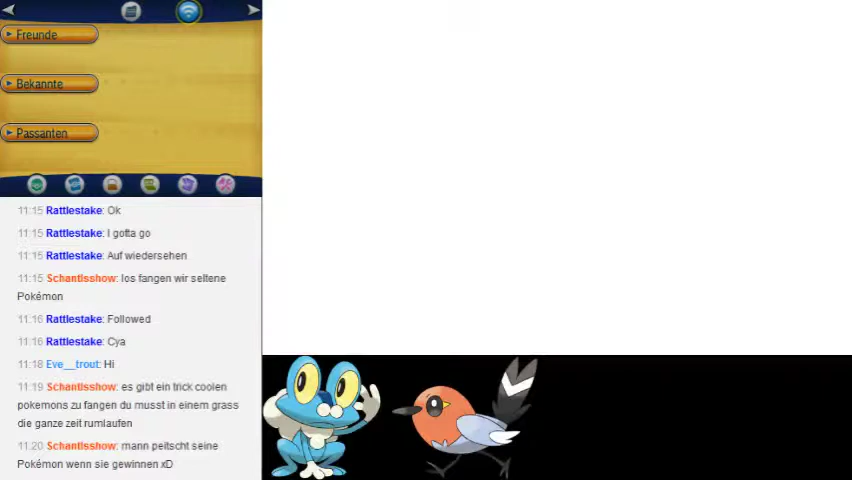 Freunde
Bekannte
Passanten
11:15 Rattlestake: Ok
11:15 Rattlestake: I gotta go
11:15 Rattlestake: Auf wiedersehen
11:15 Schantisshow: los fangen wir seltene
Pokémon
11:16 Rattlestake: Followed
11:16 Rattlestake: Cya
11:18 Eve__trout: Hi
11:19 Schantisshow: es gibt ein trick coolen
pokemons zu fangen du musst in einem grass
die ganze zeit rumlaufen
11:20 Schantisshow: mann peitscht seine
Pokémon wenn sie gewinnen xD